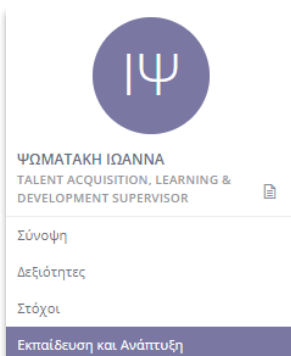 ΙΨ
ΨΩΜΑΤΑΚΗ ΙΩΑΝΝΑ
TALENT ACQUISITION, LEARNING &
DEVELOPMENT SUPERVISOR
Σύνοψη
Δεξιότητες
Στόχοι
Εκπαίδευση και Ανάπτυξη